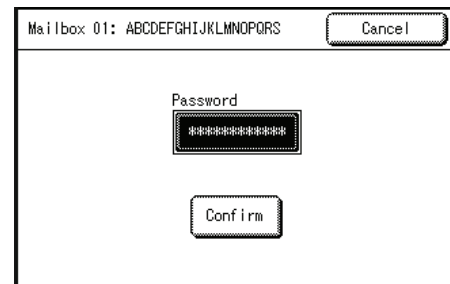 Mailbox 01: ABCDEFGHIJKLMNOPQRS
Cancel
Password
************
Confirm